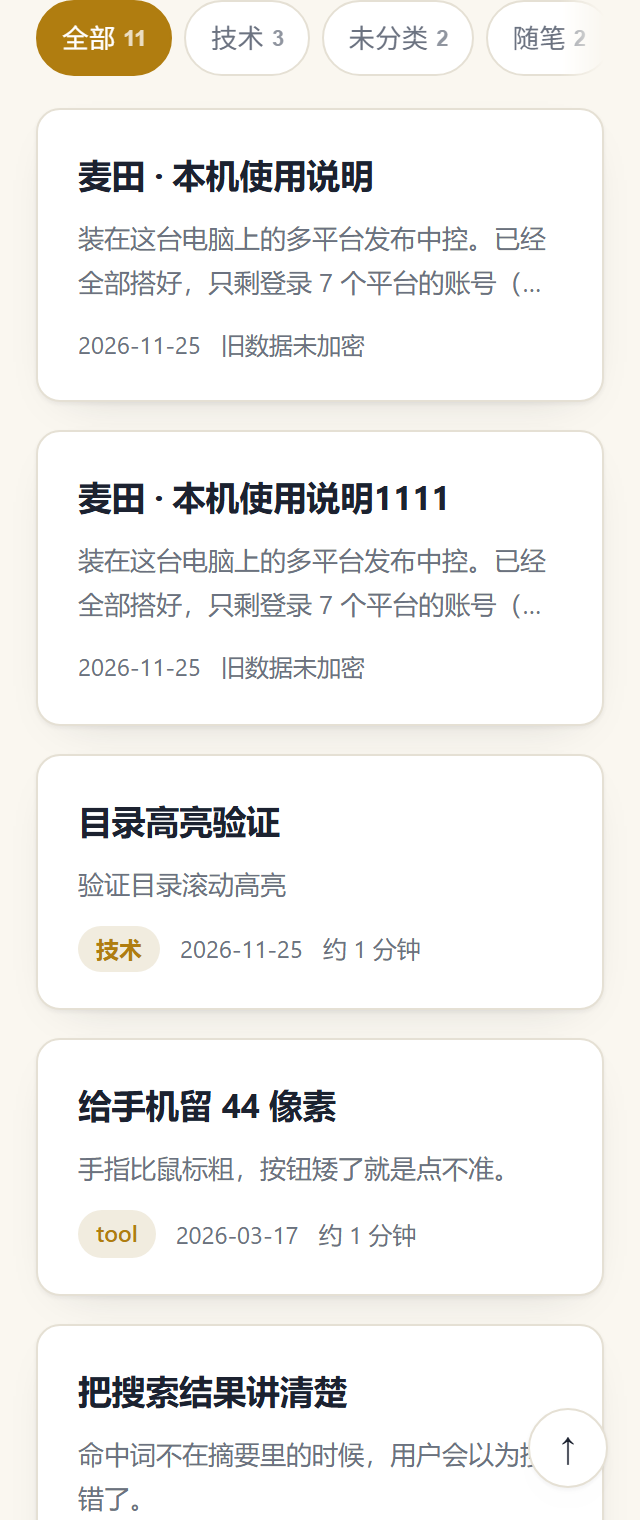 全部 11 技术 3 未分类 2 随笔 2
麦田 · 本机使用说明
装在这台电脑上的多平台发布中控。已经
全部搭好，只剩登录 7 个平台的账号（...
2026-11-25 旧数据未加密
麦田 · 本机使用说明1111
装在这台电脑上的多平台发布中控。已经
全部搭好，只剩登录 7 个平台的账号（...
2026-11-25 旧数据未加密
目录高亮验证
验证目录滚动高亮
技术 2026-11-25 约 1 分钟
给手机留 44 像素
手指比鼠标粗，按钮矮了就是点不准。
tool 2026-03-17 约 1 分钟
把搜索结果讲清楚
命中词不在摘要里的时候，用户会以为
↑
错了。